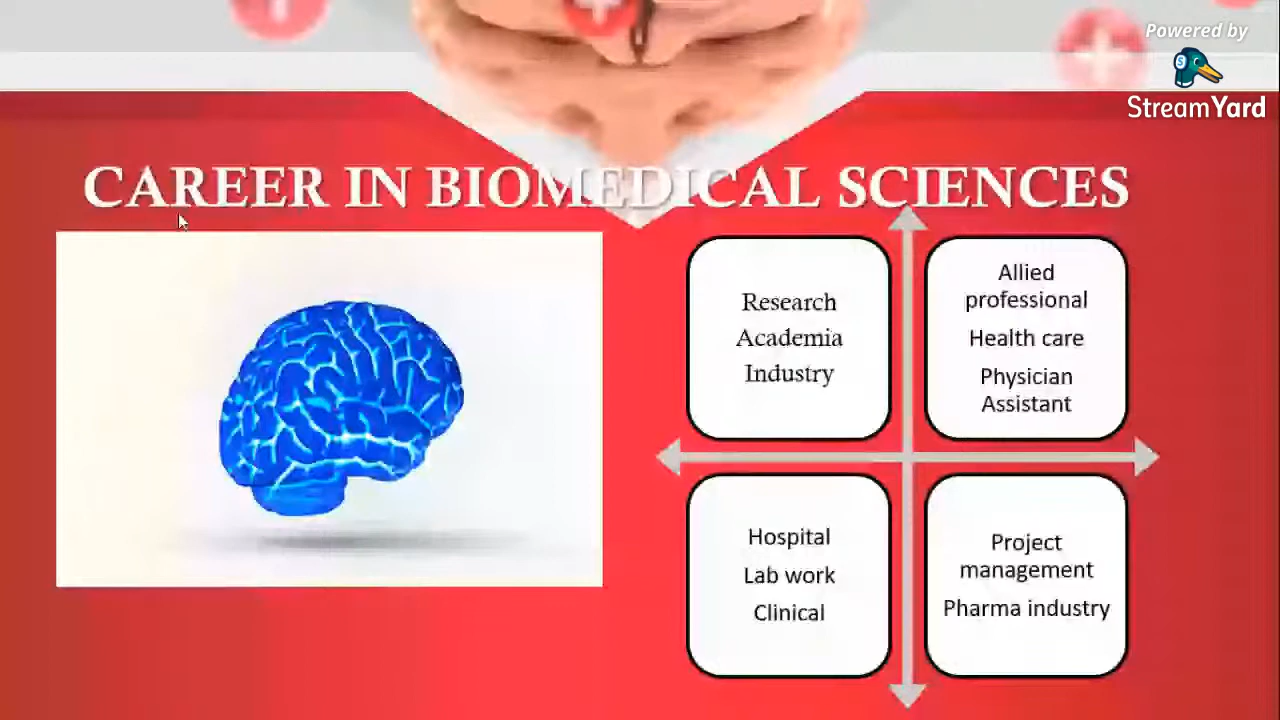 Powered by
StreamYard
CAREER IN BIOMEDICAL SCIENCES
Research
Academia
Industry
Allied
professional
Health care
Physician
Assistant
Hospital
Lab work
Clinical
Project
management
Pharma industry